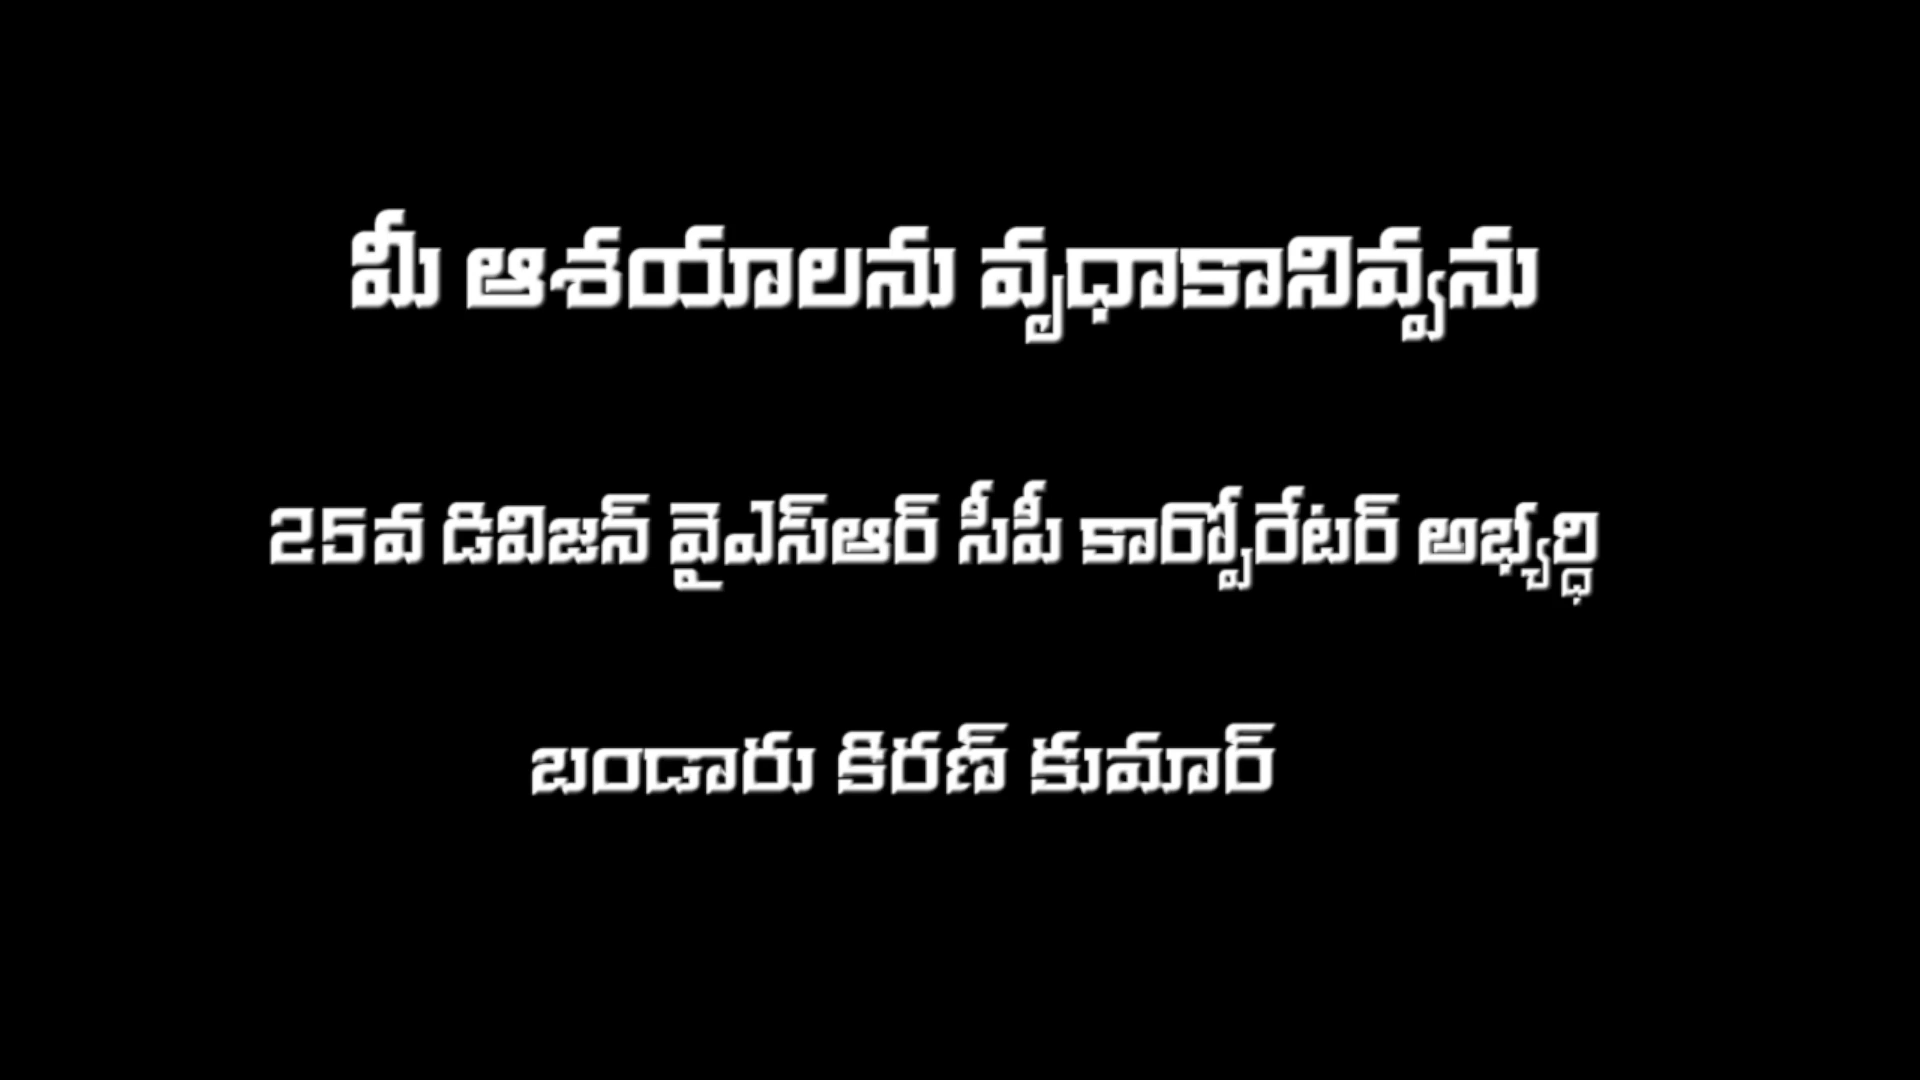 మీ ఆశయాలను వృధాకానివ్వను
25వ డివిజన్ వైఎస్ఆర్ సీపీ కార్పోరేటర్ అభ్యర్ధి
బండారు కిరణ్ కుమార్